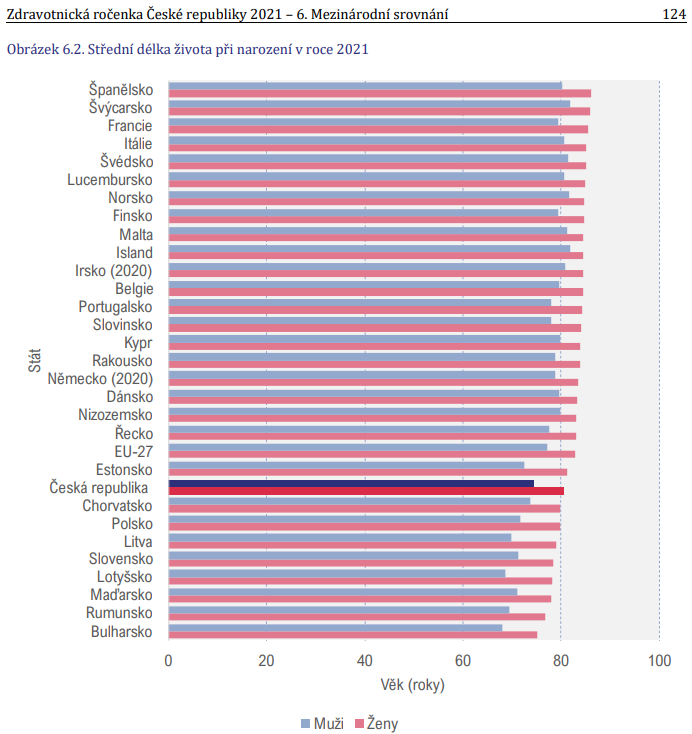 Zdravotnická ročenka České republiky 2021 – 6. Mezinárodní srovnání 124
Obrázek 6.2. Střední délka života při narození v roce 2021
Španělsko
Švýcarsko
Francie
Itálie
Švédsko
Lucembursko
Norsko
Finsko
Malta
Island
Irsko (2020)
Belgie
Portugalsko
Slovinsko
Kypr
Rakousko
Německo (2020)
Dánsko
Nizozemsko
Řecko
EU-27
Estonsko
Česká republika
Chorvatsko
Polsko
Litva
Slovensko
Lotyšsko
Maďarsko
Rumunsko
Bulharsko
Stát
0 20 40 60 80 100
Věk (roky)
Muži Ženy